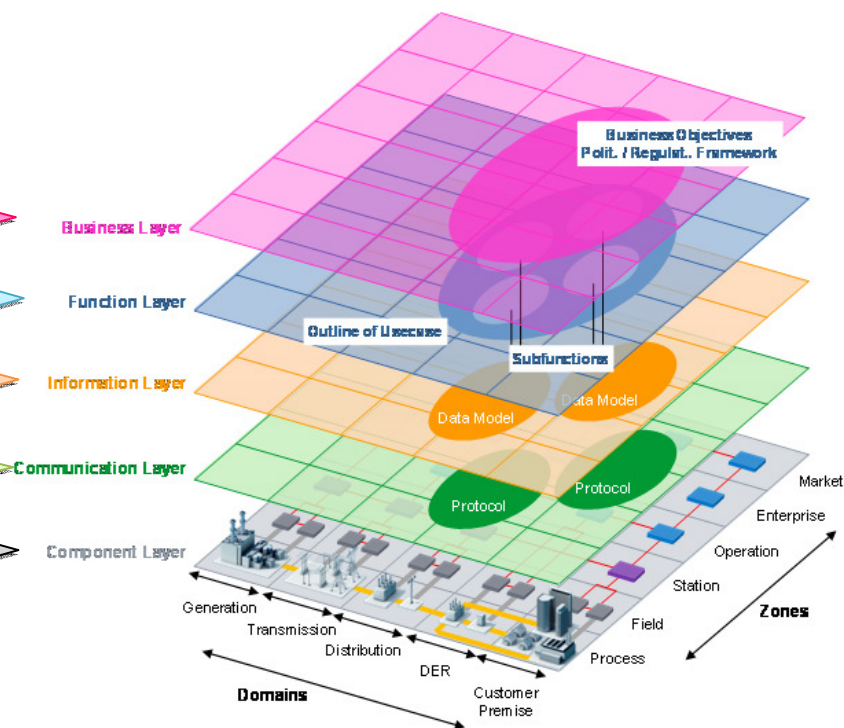 Business Objectives
Polit. / Regulat.. Framework
Business Layer
Function Layer
Outline of Usecase
Subfunctions
Information Layer
Data Model
Data Model
Communication Layer
Protocol
Protocol
Component Layer
Market
Enterprise
Operation
Station
Field
Process
Zones
Generation
Transmission
Distribution
DER
Customer
Premise
Domains